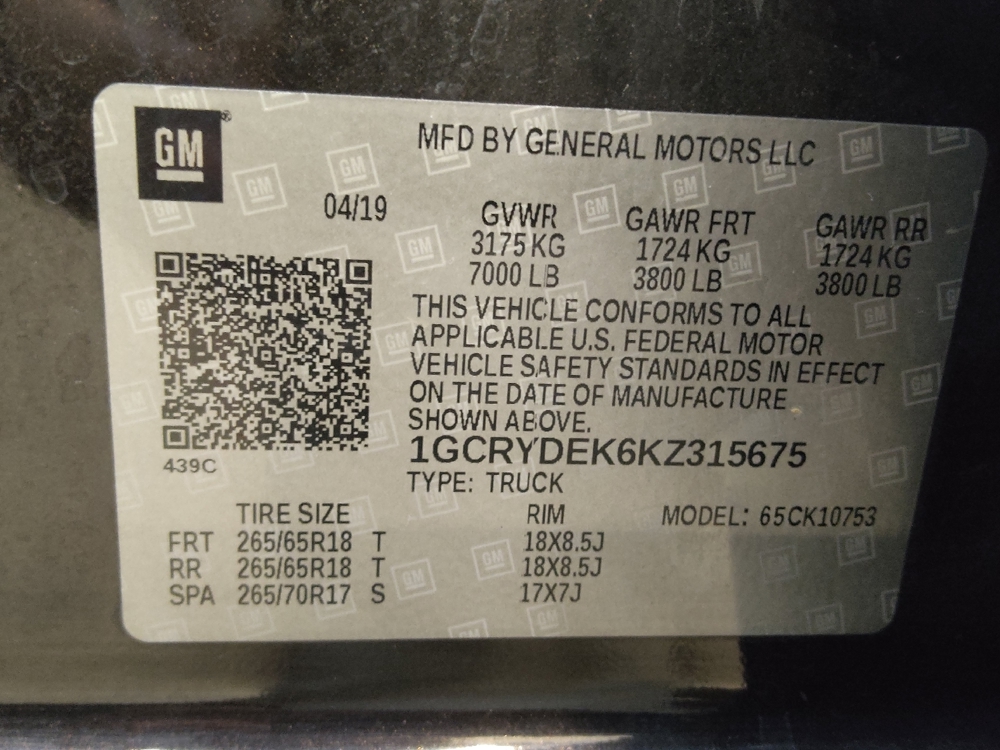 GM®
MFD BY GENERAL MOTORS LLC
04/19
GVWR GAWR FRT GAWR RR
3175 KG 1724 KG 1724 KG
7000 LB 3800 LB 3800 LB
THIS VEHICLE CONFORMS TO ALL
APPLICABLE U.S. FEDERAL MOTOR
VEHICLE SAFETY STANDARDS IN EFFECT
ON THE DATE OF MANUFACTURE
SHOWN ABOVE.
1GCRYDEK6KZ315675
439C
TYPE: TRUCK
TIRE SIZE RIM MODEL: 65CK10753
FRT 265/65R18 T 18X8.5J
RR 265/65R18 T 18X8.5J
SPA 265/70R17 S 17X7J